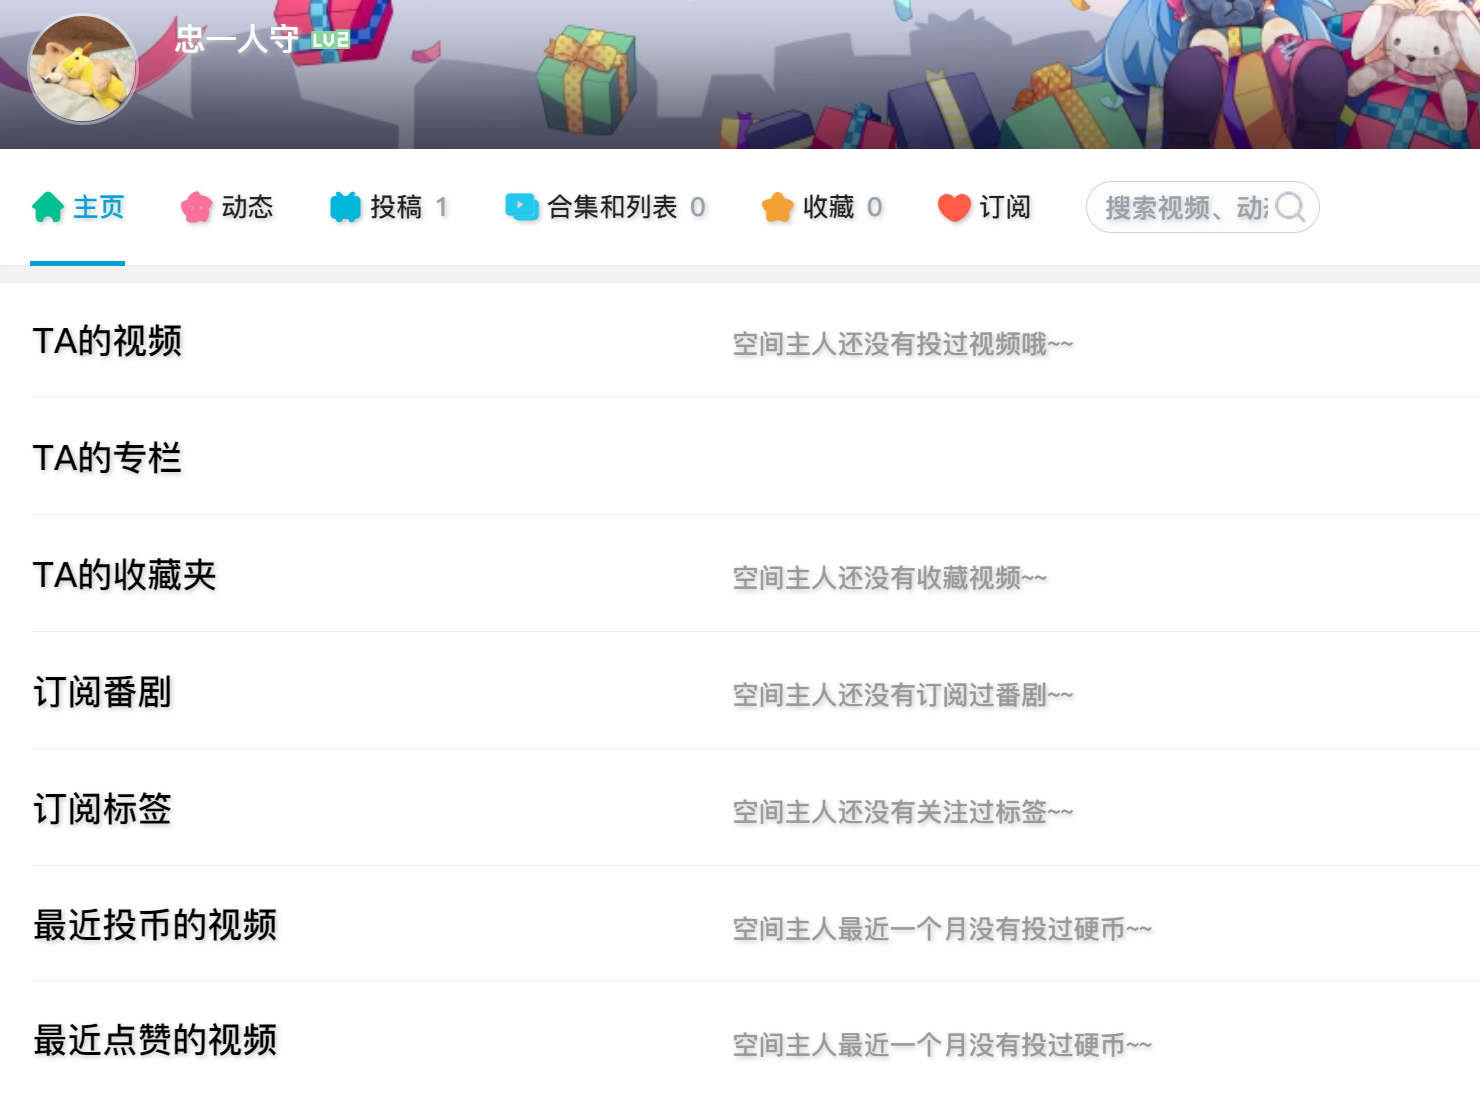 忠一人守 LV2
主页 动态 投稿 1 合集和列表 0 收藏 0 订阅 搜索视频、动
TA的视频 空间主人还没有投过视频哦~~
TA的专栏
TA的收藏夹 空间主人还没有收藏视频~~
订阅番剧 空间主人还没有订阅过番剧~~
订阅标签 空间主人还没有关注过标签~~
最近投币的视频 空间主人最近一个月没有投过硬币~~
最近点赞的视频 空间主人最近一个月没有投过硬币~~